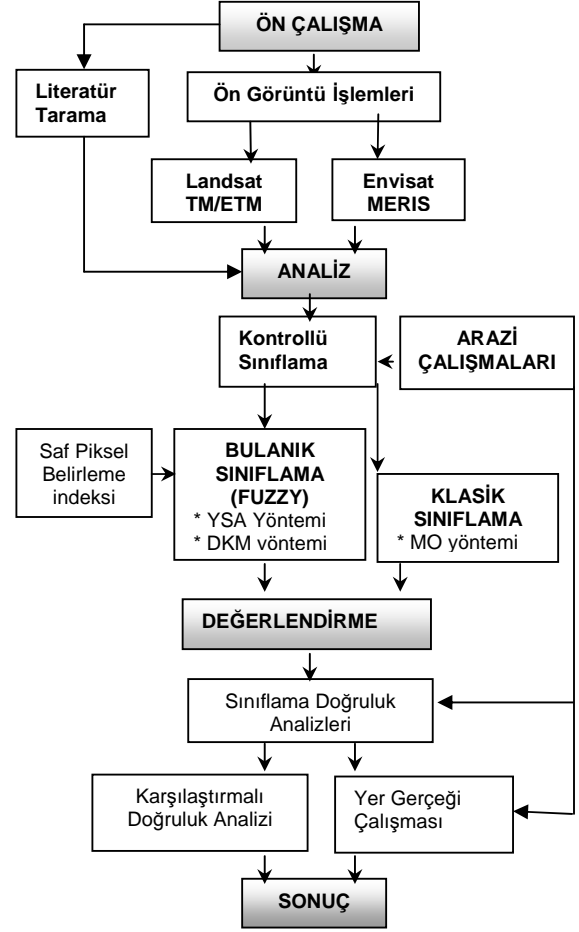 ÖN ÇALIŞMA
Literatür
Tarama
Ön Görüntü İşlemleri
Landsat
TM/ETM
Envisat
MERIS
ANALİZ
Kontrollü
Sınıflama
ARAZİ
ÇALIŞMALARI
Saf Piksel
Belirleme
indeksi
BULANIK
SINIFLAMA
(FUZZY)
* YSA Yöntemi
* DKM vöntemi
KLASİK
SINIFLAMA
* MO yöntemi
DEĞERLENDİRME
Sınıflama Doğruluk
Analizleri
Karşılaştırmalı
Doğruluk Analizi
Yer Gerçeği
Çalışması
SONUÇ